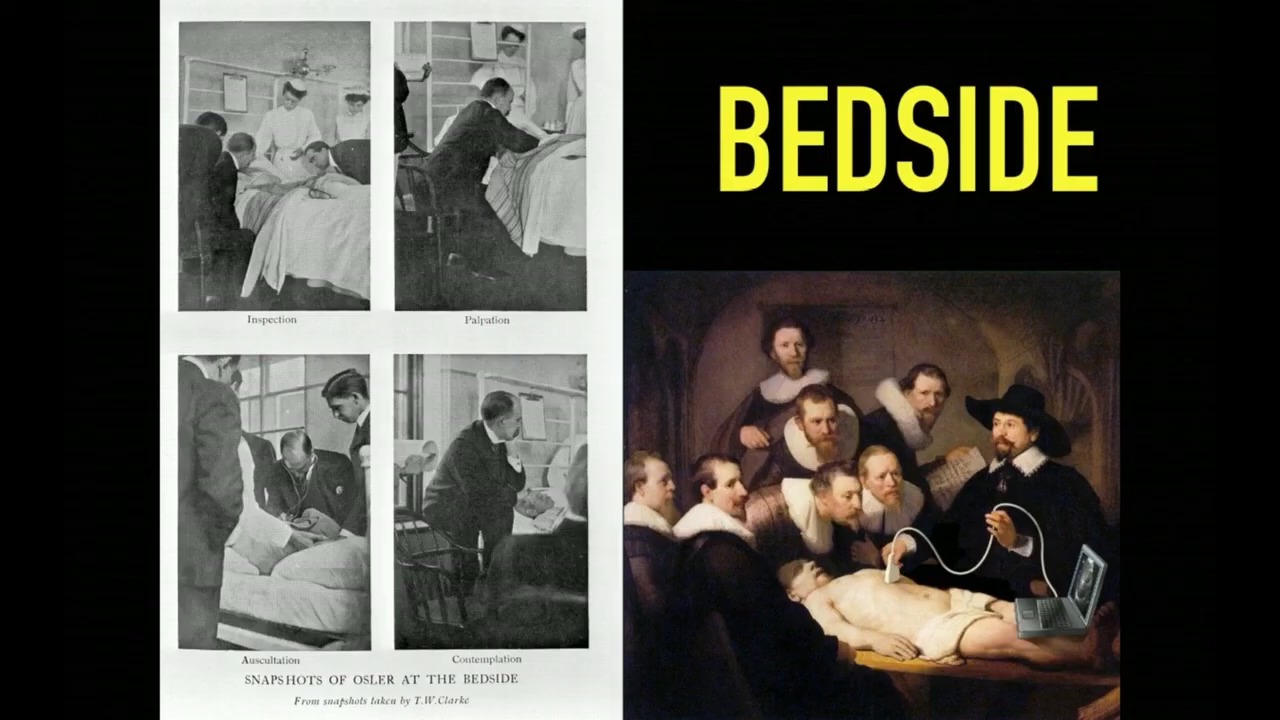 Inspection
Palpation
Auscultation
Contemplation
SNAPSHOTS OF OSLER AT THE BEDSIDE
From snapshots taken by T.W.Clarke
BEDSIDE